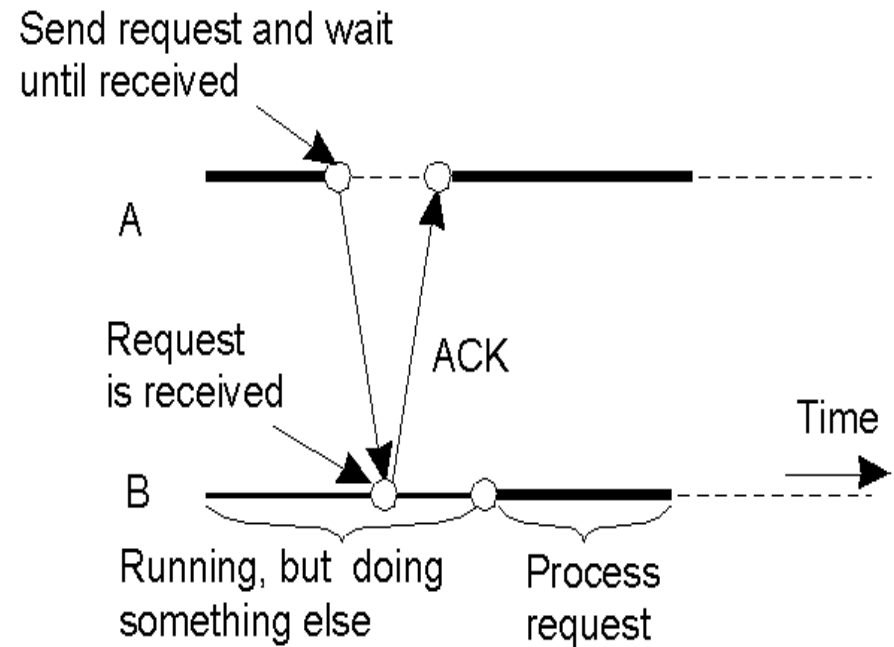 Send request and wait
until received
A
Request
is received
ACK
Time
B
Running, but doing
something else
Process
request